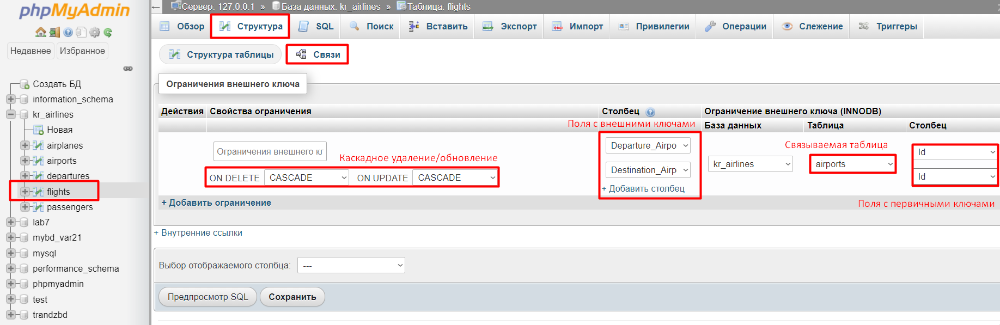 phpMyAdmin
Недавнее Избранное
Создать БД
information_schema
kr_airlines
Новая
airplanes
airports
departures
flights
passengers
lab7
mybd_var21
mysql
performance_schema
phpmyadmin
test
trandzbd
← Сервер: 127.0.0.1 » База данных: kr_airlines » Таблица: flights
Обзор Структура SQL Поиск Вставить Экспорт Импорт Привилегии Операции Слежение Триггеры
Структура таблицы Связи
Ограничения внешнего ключа
Действия Свойства ограничения Столбец Ограничение внешнего ключа (INNODB)
Поля с внешними ключами База данных Таблица Столбец
Ограничения внешнего кл Departure_Airpo Связываемая таблица Id
Каскадное удаление/обновление kr_airlines airports
ON DELETE CASCADE ON UPDATE CASCADE Destination_Airp Id
+ Добавить столбец
+ Добавить ограничение Поля с первичными ключами
+ Внутренние ссылки
Выбор отображаемого столбца: ---
Предпросмотр SQL Сохранить